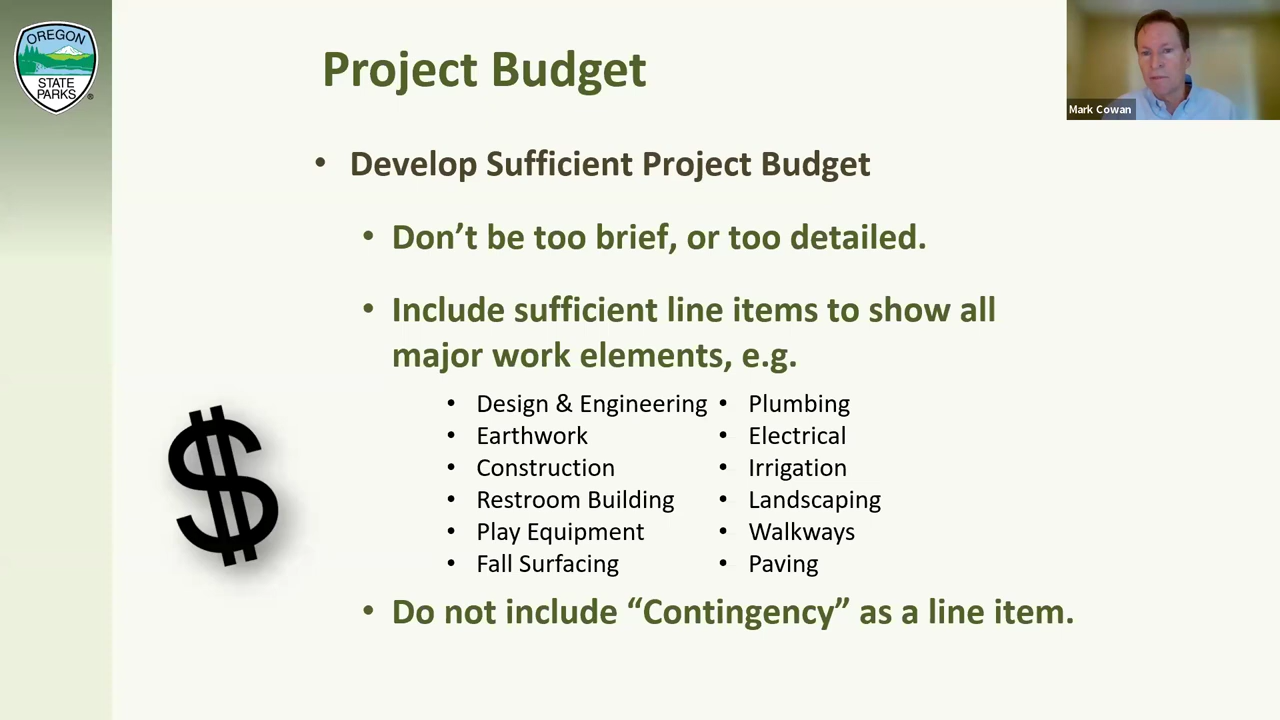 OREGON
STATE
PARKS
®
Project Budget
Mark Cowan
• Develop Sufficient Project Budget
• Don’t be too brief, or too detailed.
• Include sufficient line items to show all
major work elements, e.g.
• Design & Engineering
• Earthwork
• Construction
• Restroom Building
• Play Equipment
• Fall Surfacing
• Plumbing
• Electrical
• Irrigation
• Landscaping
• Walkways
• Paving
• Do not include “Contingency” as a line item.
$